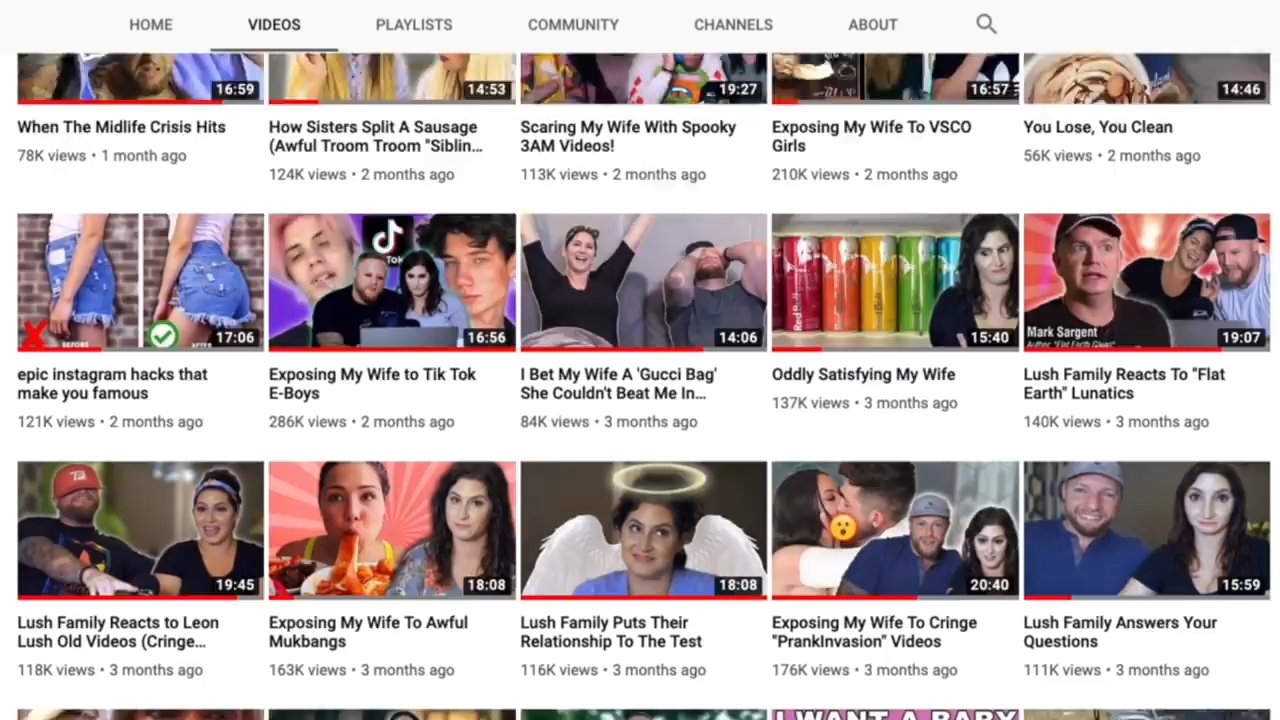 HOME VIDEOS PLAYLISTS COMMUNITY CHANNELS ABOUT
16:59 14:53 19:27 16:57 14:46
When The Midlife Crisis Hits
78K views • 1 month ago
How Sisters Split A Sausage
(Awful Troom Troom "Siblin...
124K views • 2 months ago
Scaring My Wife With Spooky
3AM Videos!
113K views • 2 months ago
Exposing My Wife To VSCO
Girls
210K views • 2 months ago
You Lose, You Clean
56K views • 2 months ago
BEFORE AFTER
17:06
Tok
16:56
14:06
Red Bull
15:40
Mark Sargent
Author, "Flat Earth Clues"
19:07
epic instagram hacks that
make you famous
121K views • 2 months ago
Exposing My Wife to Tik Tok
E-Boys
286K views • 2 months ago
I Bet My Wife A 'Gucci Bag'
She Couldn't Beat Me In...
84K views • 3 months ago
Oddly Satisfying My Wife
137K views • 3 months ago
Lush Family Reacts To "Flat
Earth" Lunatics
140K views • 3 months ago
19:45 18:08 18:08 20:40 15:59
Lush Family Reacts to Leon
Lush Old Videos (Cringe...
118K views • 3 months ago
Exposing My Wife To Awful
Mukbangs
163K views • 3 months ago
Lush Family Puts Their
Relationship To The Test
116K views • 3 months ago
Exposing My Wife To Cringe
"PrankInvasion" Videos
176K views • 3 months ago
Lush Family Answers Your
Questions
111K views • 3 months ago
I WANT A BABY